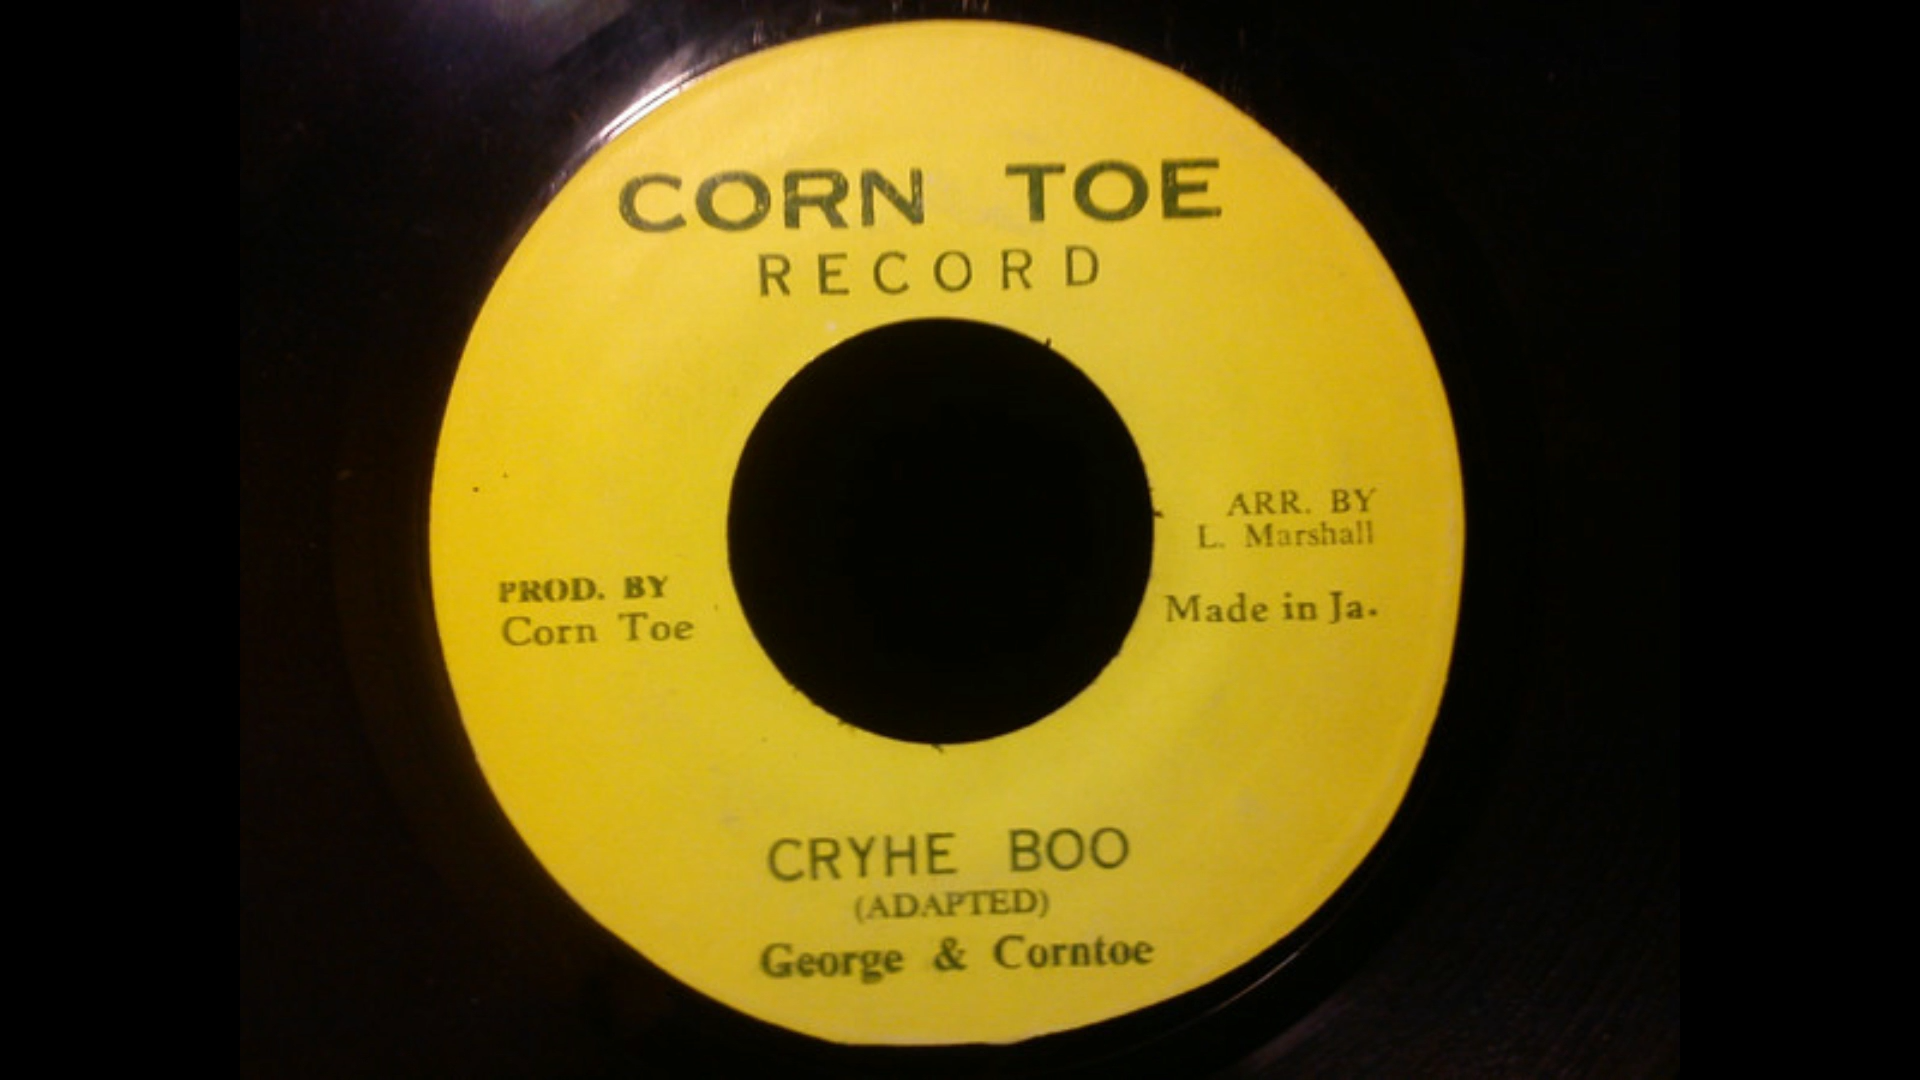 CORN TOE
RECORD
ARR. BY
L. Marshall
PROD. BY
Corn Toe
Made in Ja.
CRYHE BOO
(ADAPTED)
George & Corntoe